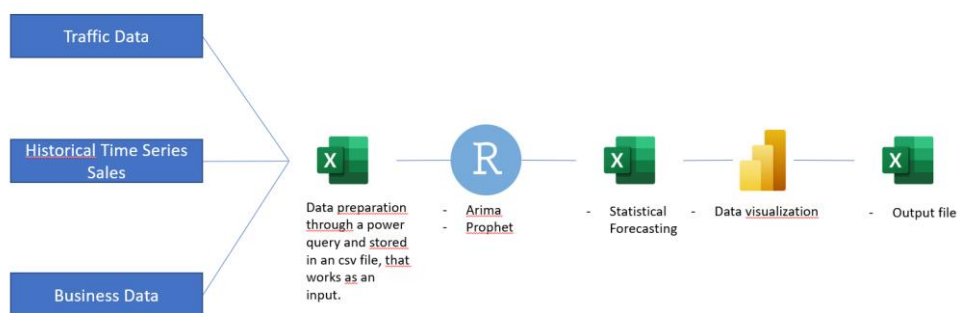 Traffic Data
Historical Time Series
Sales
Business Data
X
Data preparation
through a power
query and stored
in an csv file, that
works as an
input.
R
- Arima
- Prophet
X
- Statistical
Forecasting
- Data visualization
X
- Output file